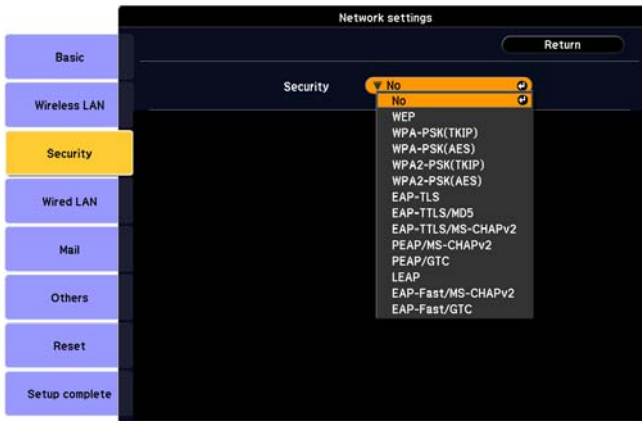 Network settings
Return
Basic
Wireless LAN
Security
Wired LAN
Mail
Others
Reset
Setup complete
Security
No
No
WEP
WPA-PSK(TKIP)
WPA-PSK(AES)
WPA2-PSK(TKIP)
WPA2-PSK(AES)
EAP-TLS
EAP-TTLS/MD5
EAP-TTLS/MS-CHAPv2
PEAP/MS-CHAPv2
PEAP/GTC
LEAP
EAP-Fast/MS-CHAPv2
EAP-Fast/GTC